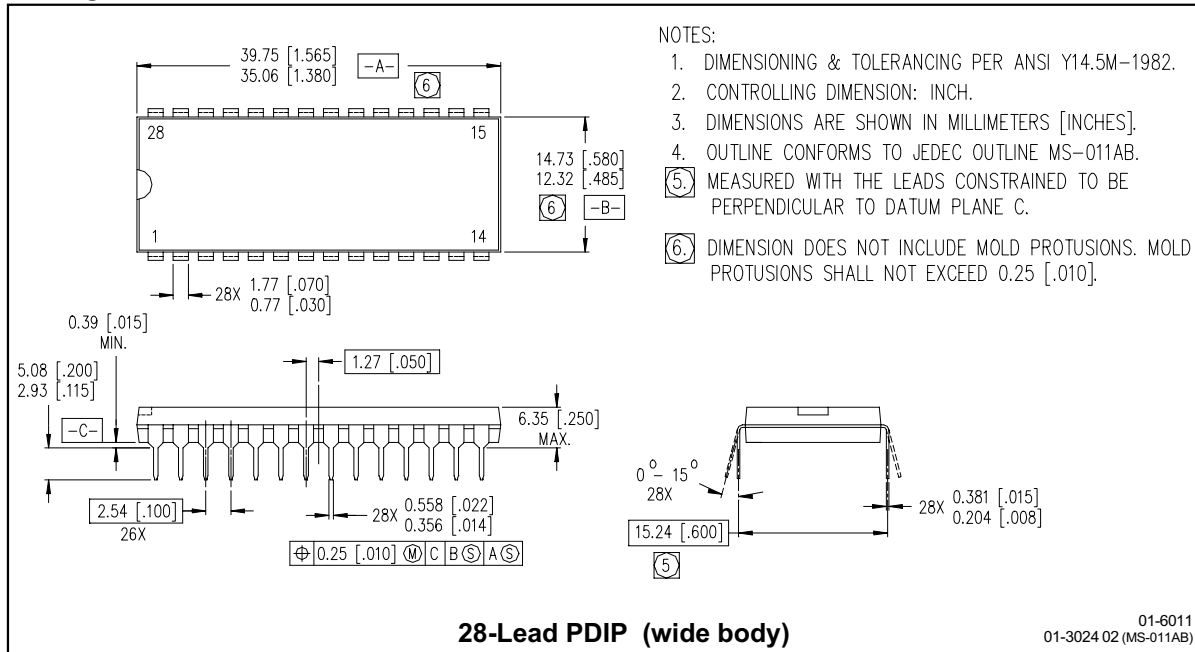 39.75 [1.565]
35.06 [1.380]
-A-
6
28
15
1
14
14.73 [.580]
12.32 [.485]
6
-B-
28X 1.77 [.070]
0.77 [.030]
NOTES:
1. DIMENSIONING & TOLERANCING PER ANSI Y14.5M-1982.
2. CONTROLLING DIMENSION: INCH.
3. DIMENSIONS ARE SHOWN IN MILLIMETERS [INCHES].
4. OUTLINE CONFORMS TO JEDEC OUTLINE MS-011AB.
5. MEASURED WITH THE LEADS CONSTRAINED TO BE
PERPENDICULAR TO DATUM PLANE C.
6. DIMENSION DOES NOT INCLUDE MOLD PROTUSIONS. MOLD
PROTUSIONS SHALL NOT EXCEED 0.25 [.010].
0.39 [.015]
MIN.
5.08 [.200]
2.93 [.115]
-C-
1.27 [.050]
6.35 [.250]
MAX.
2.54 [.100]
26X
28X 0.558 [.022]
0.356 [.014]
⌖ 0.25 [.010] Ⓜ C B Ⓢ A Ⓢ
0° - 15°
28X
28X 0.381 [.015]
0.204 [.008]
15.24 [.600]
5
28-Lead PDIP (wide body)
01-6011
01-3024 02 (MS-011AB)